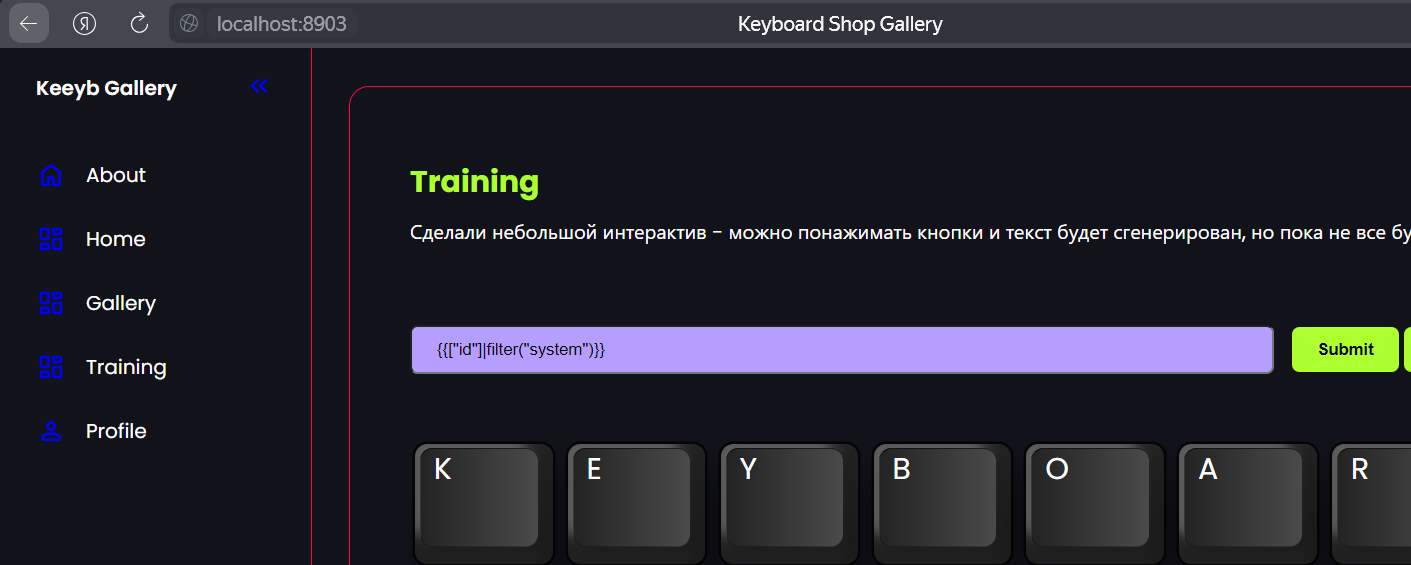 Я
localhost:8903
Keyboard Shop Gallery
Keeyb Gallery
About
Home
Gallery
Training
Profile
Training
Сделали небольшой интерактив - можно понажимать кнопки и текст будет сгенерирован, но пока не все
{{["id"]|filter("system")}}
Submit
K E Y B O A R